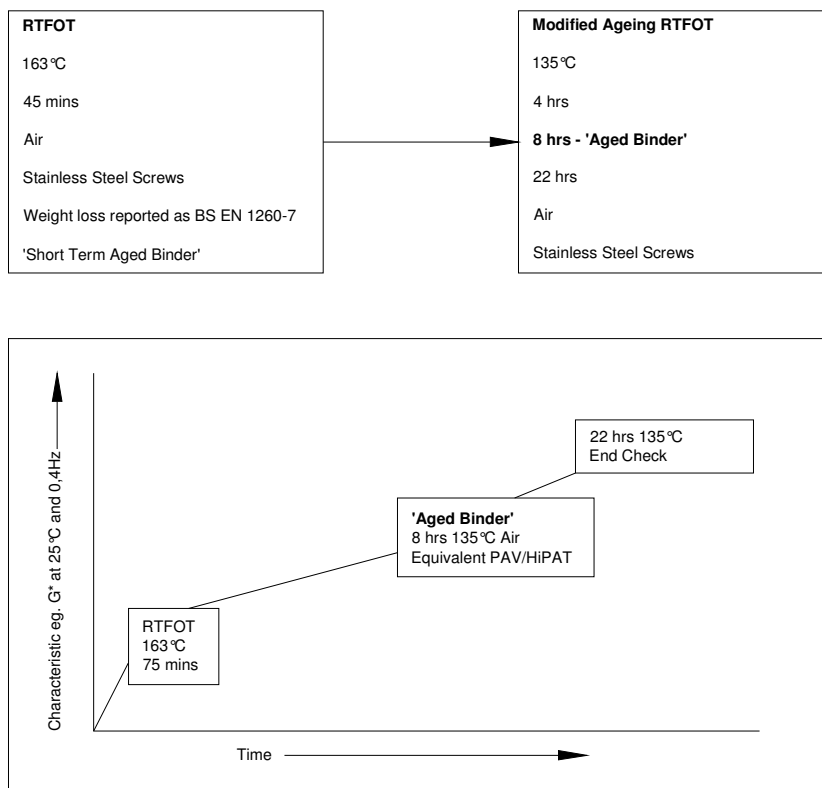 RTFOT
163°C
45 mins
Air
Stainless Steel Screws
Weight loss reported as BS EN 1260-7
'Short Term Aged Binder'
Modified Ageing RTFOT
135°C
4 hrs
8 hrs - 'Aged Binder'
22 hrs
Air
Stainless Steel Screws
Characteristic eg. G* at 25°C and 0,4Hz
22 hrs 135°C
End Check
'Aged Binder'
8 hrs 135°C Air
Equivalent PAV/HiPAT
RTFOT
163°C
75 mins
Time